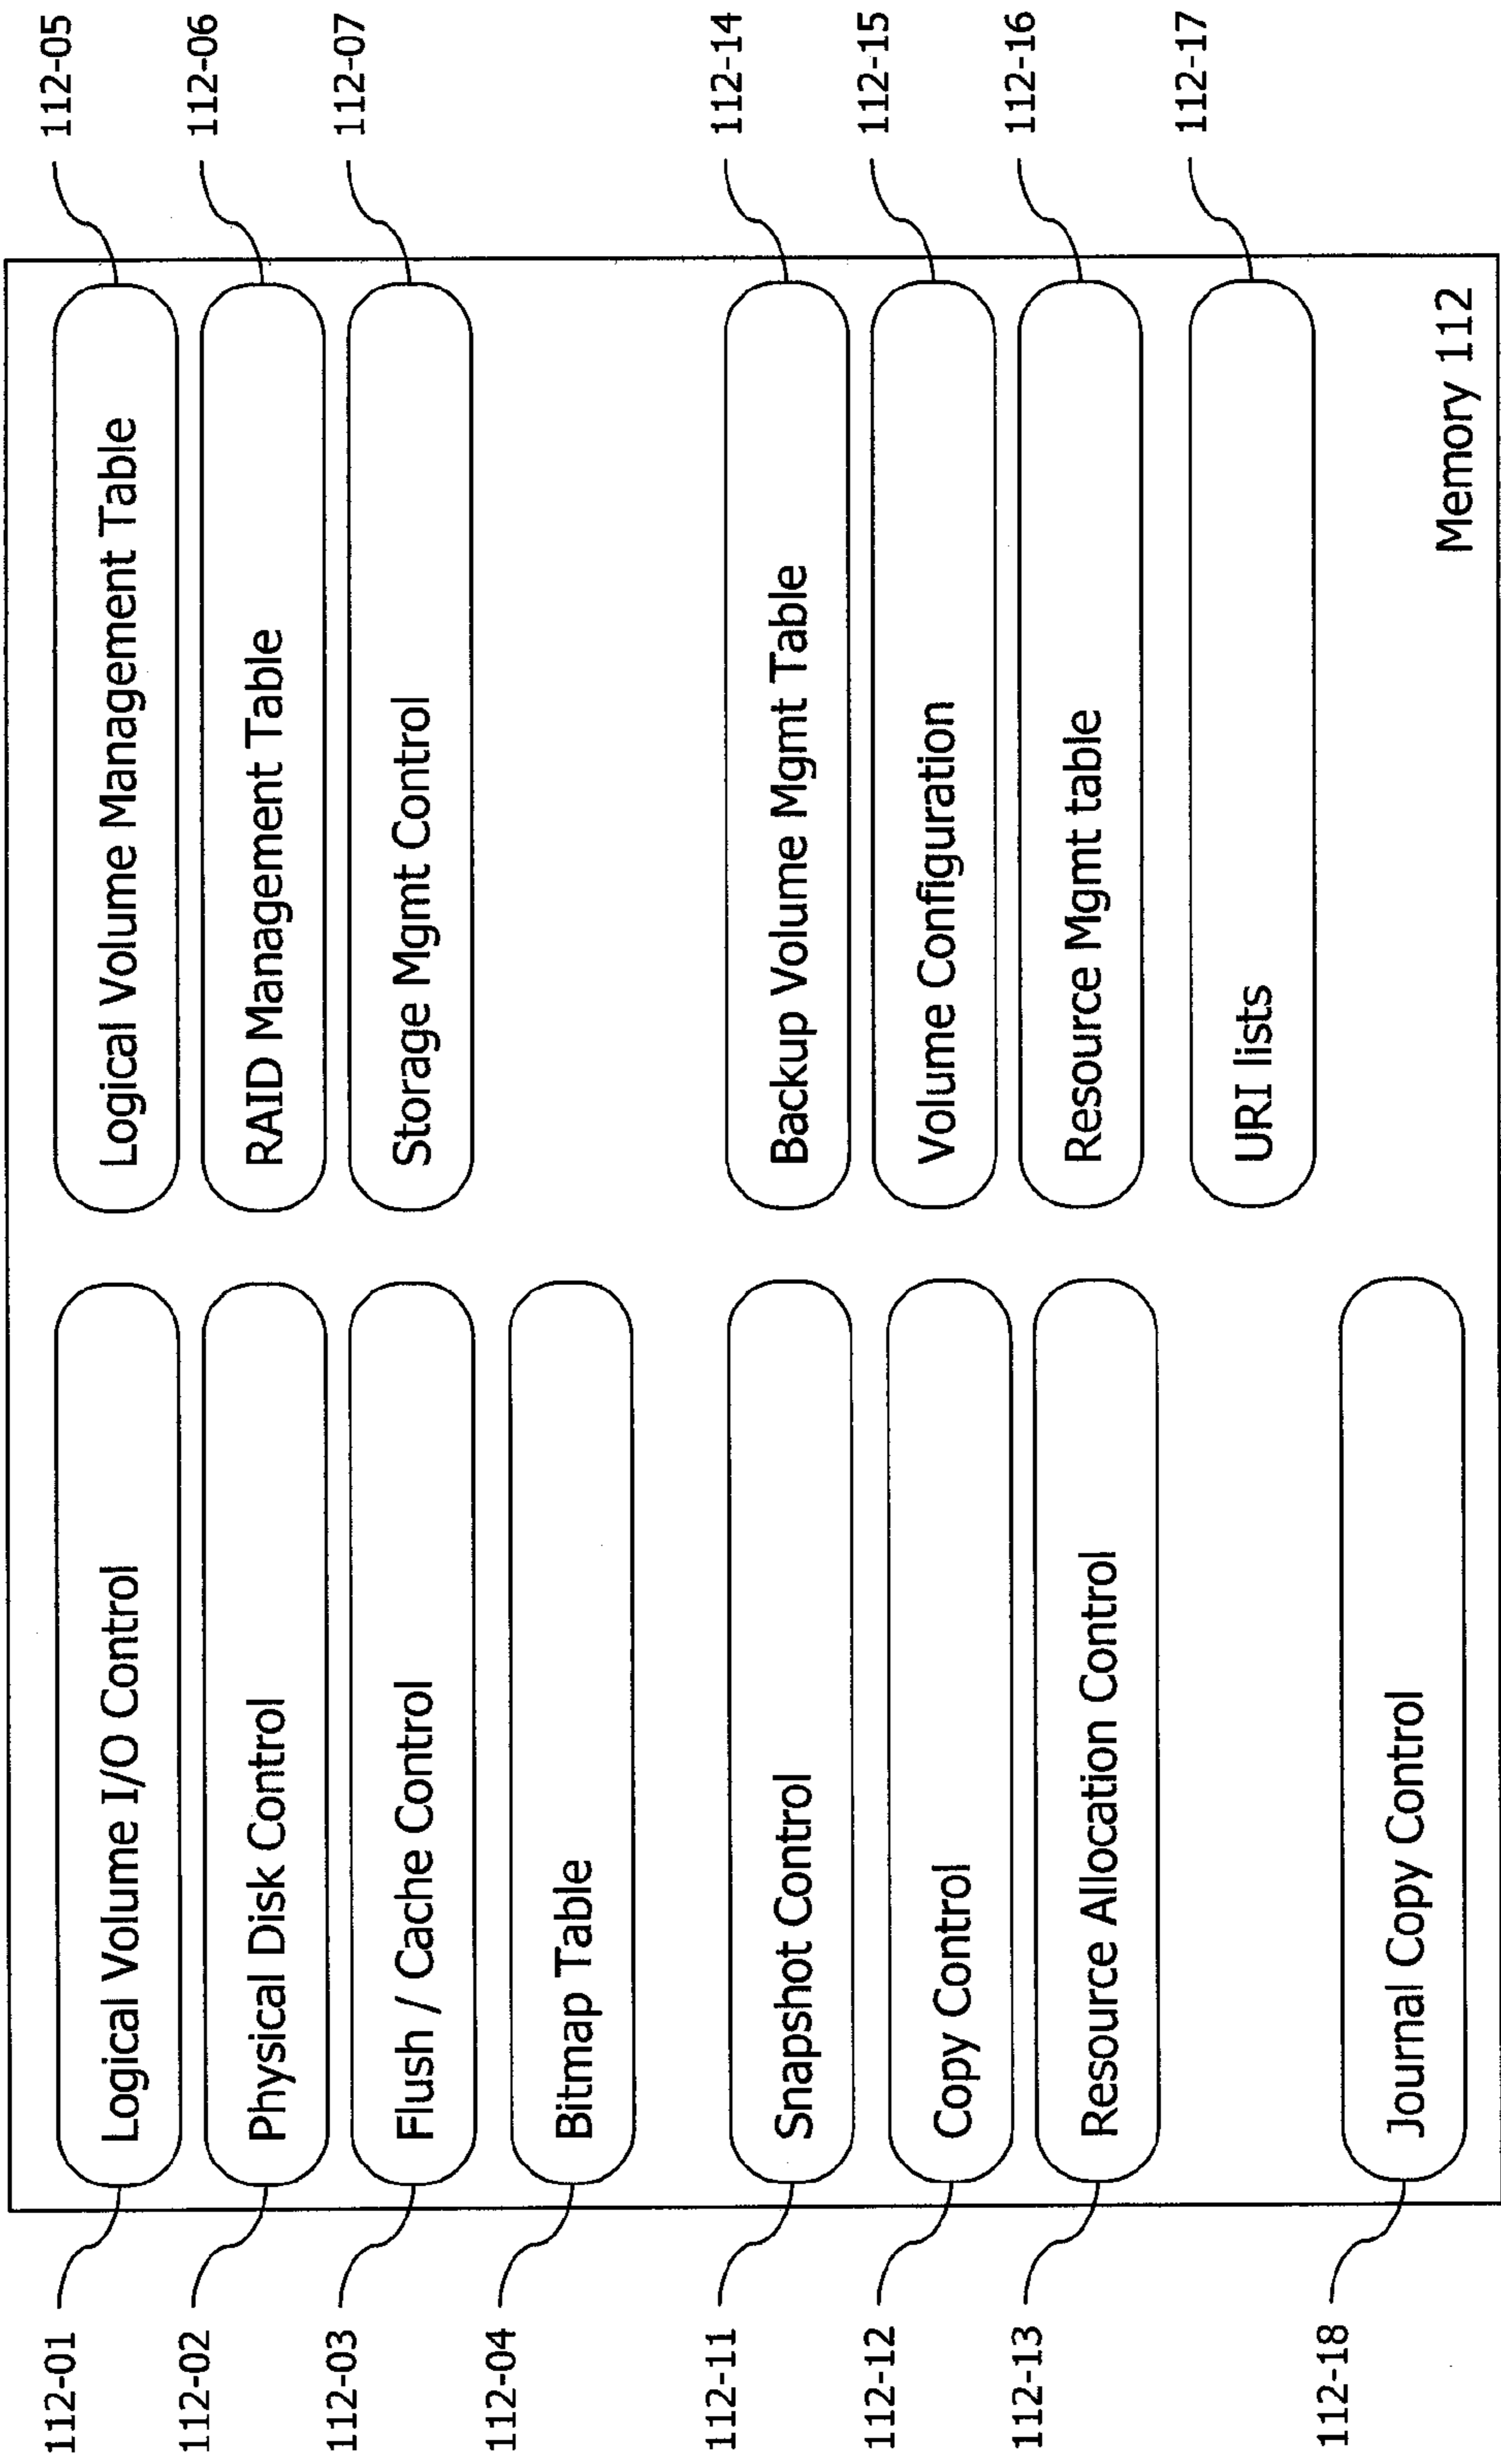 112-01
Logical Volume I/O Control
Logical Volume Management Table
112-05
112-02
Physical Disk Control
RAID Management Table
112-06
112-03
Flush / Cache Control
Storage Mgmt Control
112-07
112-04
Bitmap Table
112-11
Snapshot Control
Backup Volume Mgmt Table
112-14
112-12
Copy Control
Volume Configuration
112-15
112-13
Resource Allocation Control
Resource Mgmt table
112-16
URI lists
112-17
112-18
Journal Copy Control
Memory 112